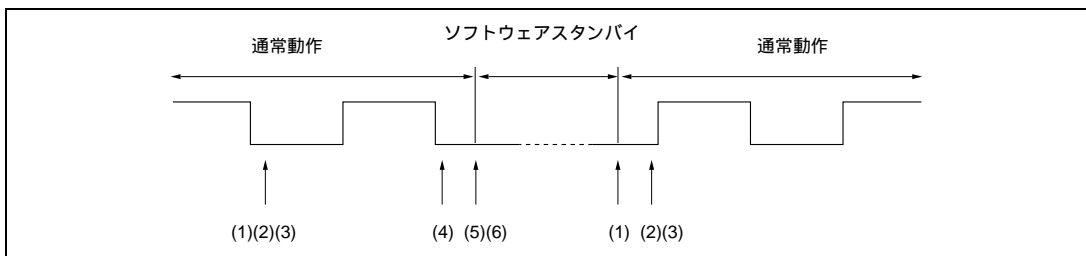 ソフトウェアスタンバイ
通常動作
通常動作
(1)(2)(3)
(4) (5)(6)
(1) (2)(3)